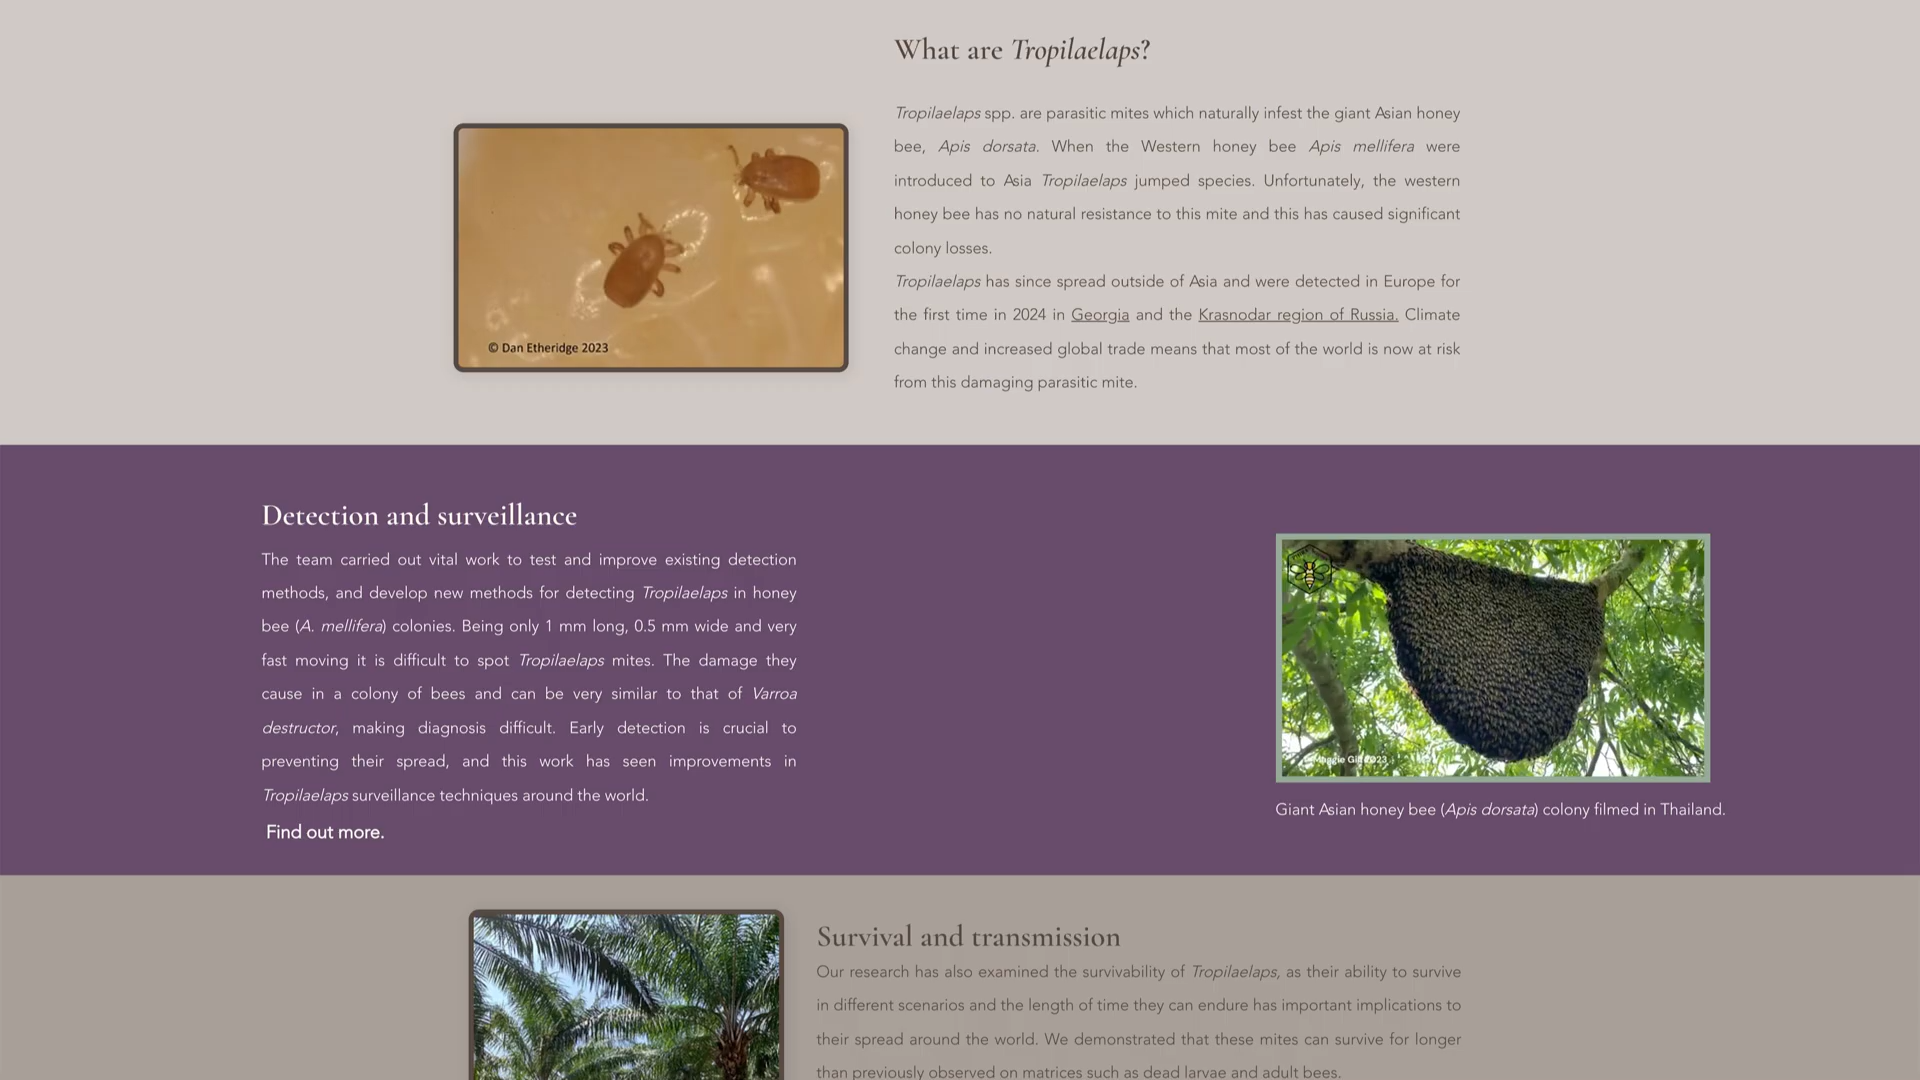 What are Tropilaelaps?
Tropilaelaps spp. are parasitic mites which naturally infest the giant Asian honey
bee, Apis dorsata. When the Western honey bee Apis mellifera were
introduced to Asia Tropilaelaps jumped species. Unfortunately, the western
honey bee has no natural resistance to this mite and this has caused significant
colony losses.
Tropilaelaps has since spread outside of Asia and were detected in Europe for
the first time in 2024 in Georgia and the Krasnodar region of Russia. Climate
change and increased global trade means that most of the world is now at risk
from this damaging parasitic mite.
© Dan Etheridge 2023
Detection and surveillance
The team carried out vital work to test and improve existing detection
methods, and develop new methods for detecting Tropilaelaps in honey
bee (A. mellifera) colonies. Being only 1 mm long, 0.5 mm wide and very
fast moving it is difficult to spot Tropilaelaps mites. The damage they
cause in a colony of bees and can be very similar to that of Varroa
destructor, making diagnosis difficult. Early detection is crucial to
preventing their spread, and this work has seen improvements in
Tropilaelaps surveillance techniques around the world.
Find out more.
Maggie Gill 2023
Giant Asian honey bee (Apis dorsata) colony filmed in Thailand.
Survival and transmission
Our research has also examined the survivability of Tropilaelaps, as their ability to survive
in different scenarios and the length of time they can endure has important implications to
their spread around the world. We demonstrated that these mites can survive for longer
than previously observed on matrices such as dead larvae and adult bees.